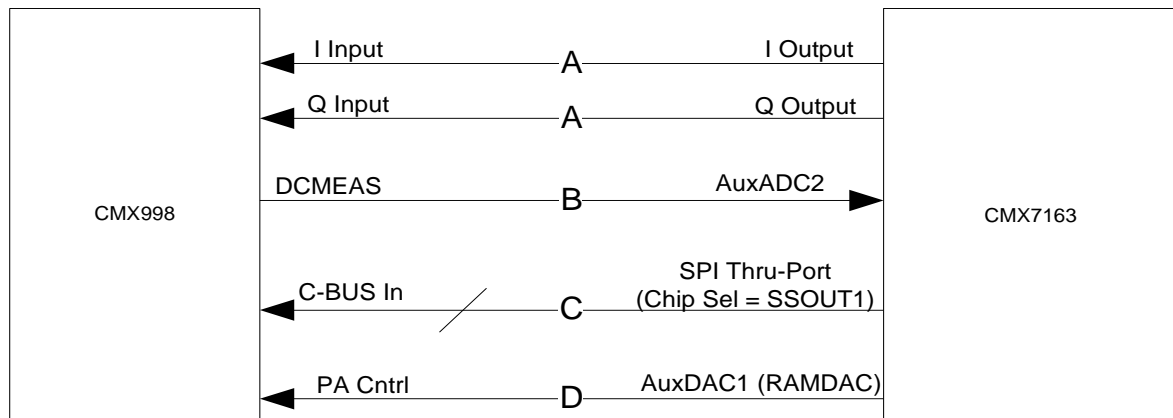 I Input A I Output
Q Input A Q Output
DCMEAS B AuxADC2
CMX998 CMX7163
SPI Thru-Port
C-BUS In C (Chip Sel = SSOUT1)
PA Cntrl D AuxDAC1 (RAMDAC)